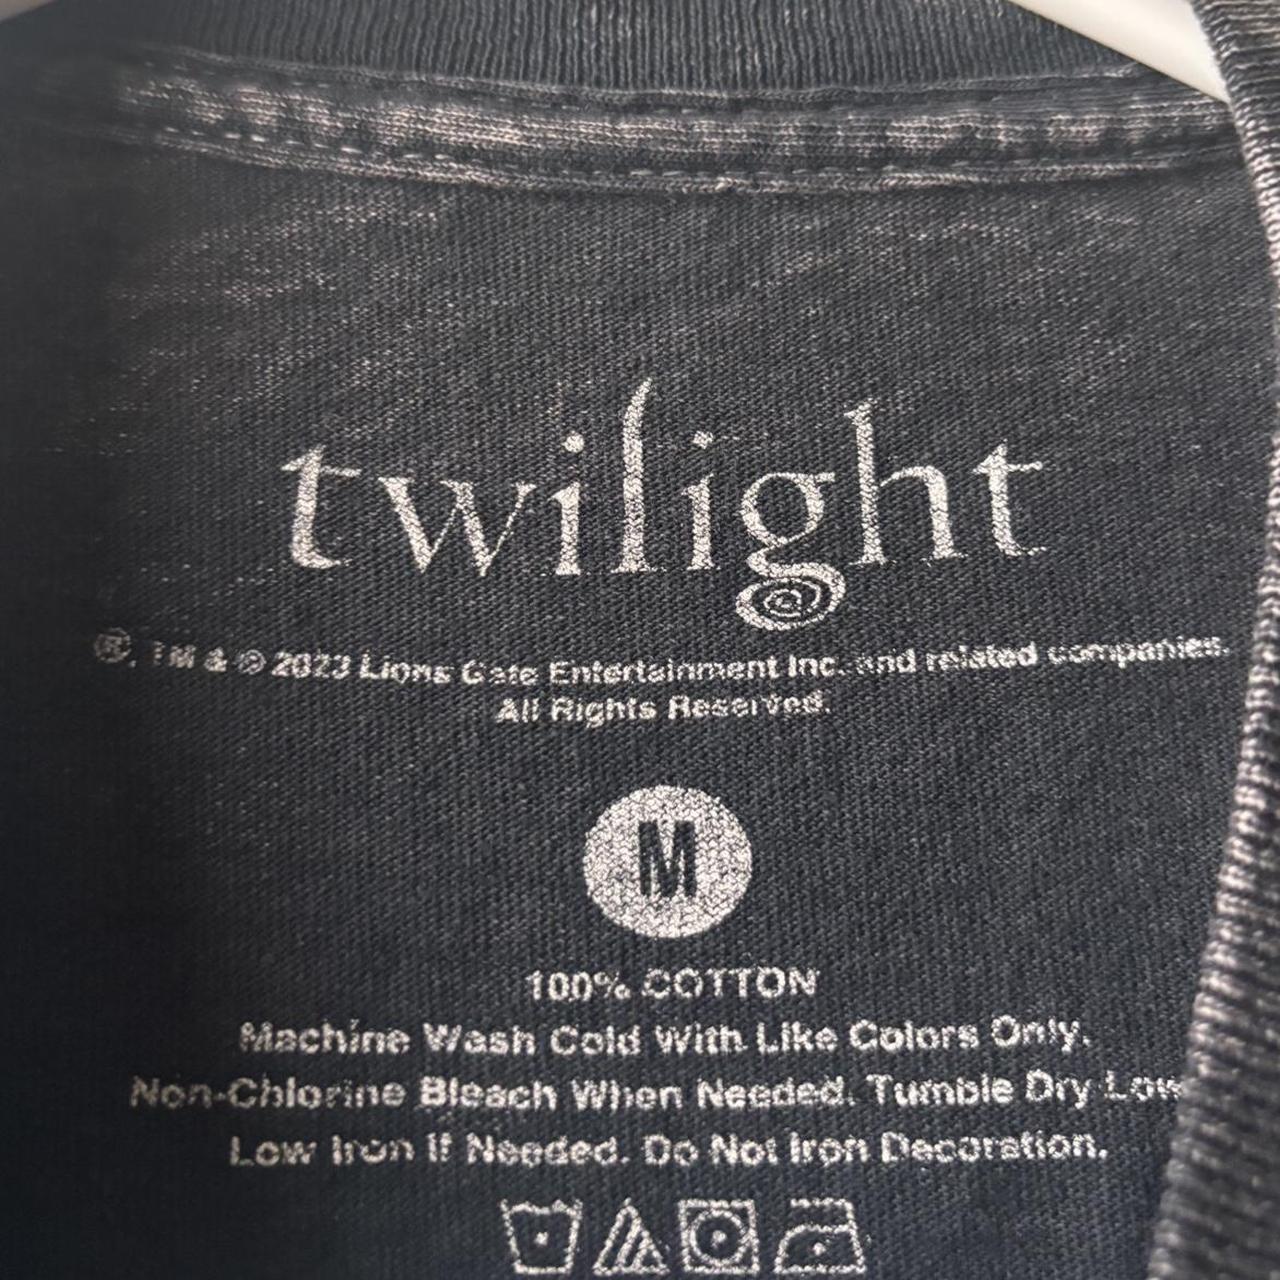 twilight
®, TM & © 2023 Lions Gate Entertainment Inc. and related companies.
All Rights Reserved.
M
100% COTTON
Machine Wash Cold With Like Colors Only.
Non-Chlorine Bleach When Needed. Tumble Dry Low
Low Iron If Needed. Do Not Iron Decoration.